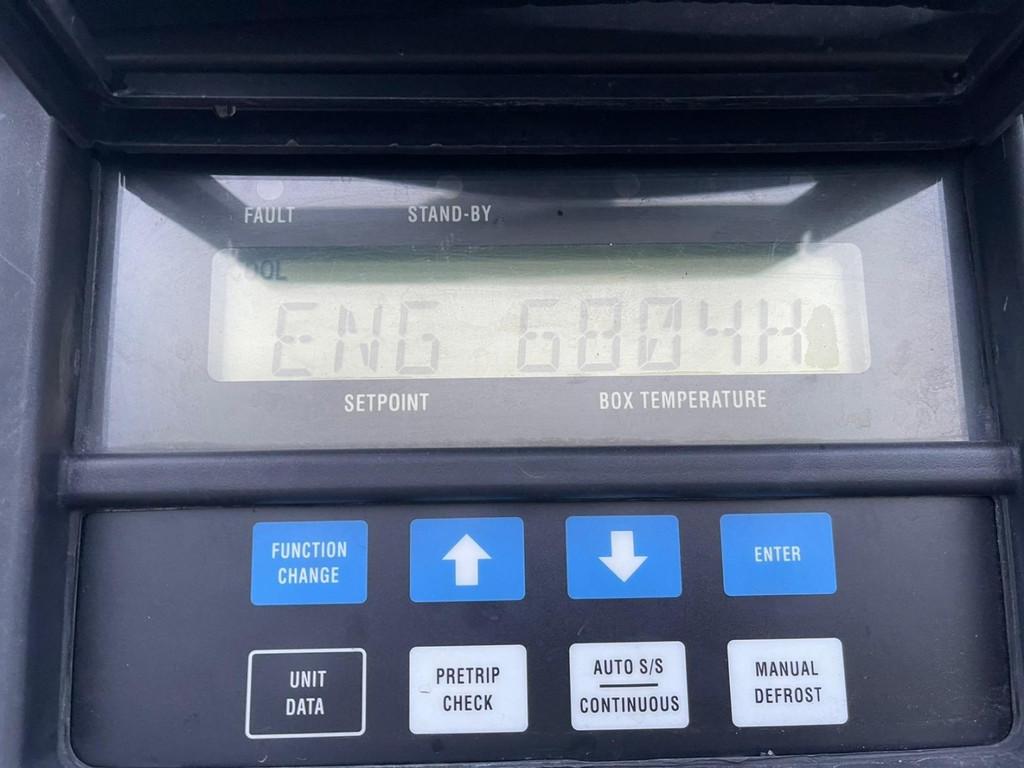 FAULT STAND-BY
COOL
ENG 6804H
SETPOINT BOX TEMPERATURE
FUNCTION
CHANGE
ENTER
UNIT
DATA
PRETRIP
CHECK
AUTO S/S
CONTINUOUS
MANUAL
DEFROST